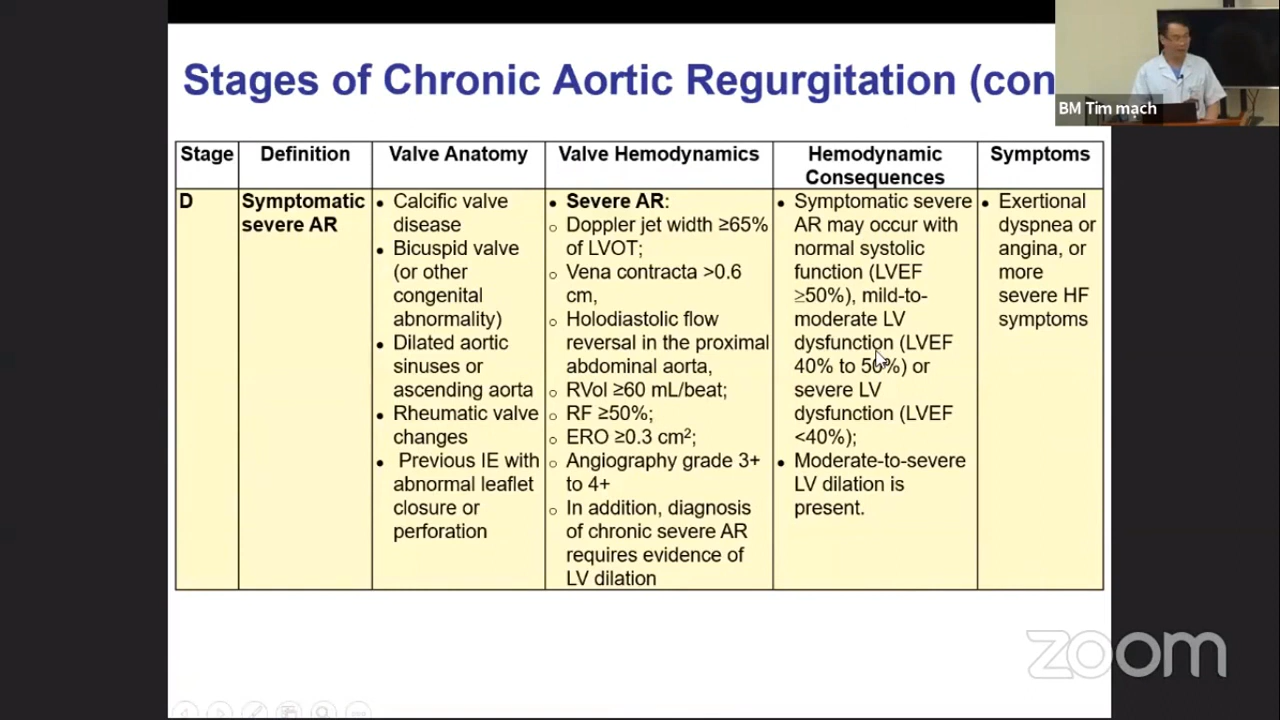 Stages of Chronic Aortic Regurgitation (con
BM Tim mach
Stage
Definition
Valve Anatomy
Valve Hemodynamics
Hemodynamic
Consequences
Symptoms
D
Symptomatic
severe AR
• Calcific valve
disease
• Bicuspid valve
(or other
congenital
abnormality)
• Dilated aortic
sinuses or
ascending aorta
• Rheumatic valve
changes
• Previous IE with
abnormal leaflet
closure or
perforation
• Severe AR:
○ Doppler jet width ≥65%
of LVOT;
○ Vena contracta >0.6
cm,
○ Holodiastolic flow
reversal in the proximal
abdominal aorta,
○ RVol ≥60 mL/beat;
○ RF ≥50%;
○ ERO ≥0.3 cm²;
○ Angiography grade 3+
to 4+
○ In addition, diagnosis
of chronic severe AR
requires evidence of
LV dilation
• Symptomatic severe
AR may occur with
normal systolic
function (LVEF
≥50%), mild-to-
moderate LV
dysfunction (LVEF
40% to 50%) or
severe LV
dysfunction (LVEF
<40%);
• Moderate-to-severe
LV dilation is
present.
• Exertional
dyspnea or
angina, or
more
severe HF
symptoms
zoom